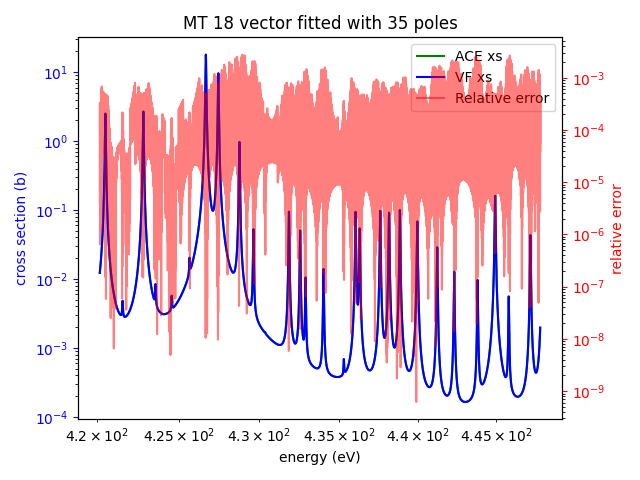 MT 18 vector fitted with 35 poles
ACE xs
VF xs
Relative error
10¹
10⁰
10⁻¹
10⁻²
10⁻³
10⁻⁴
cross section (b)
10⁻³
10⁻⁴
10⁻⁵
10⁻⁶
10⁻⁷
10⁻⁸
10⁻⁹
relative error
4.2 × 10² 4.25 × 10² 4.3 × 10² 4.35 × 10² 4.4 × 10² 4.45 × 10²
energy (eV)